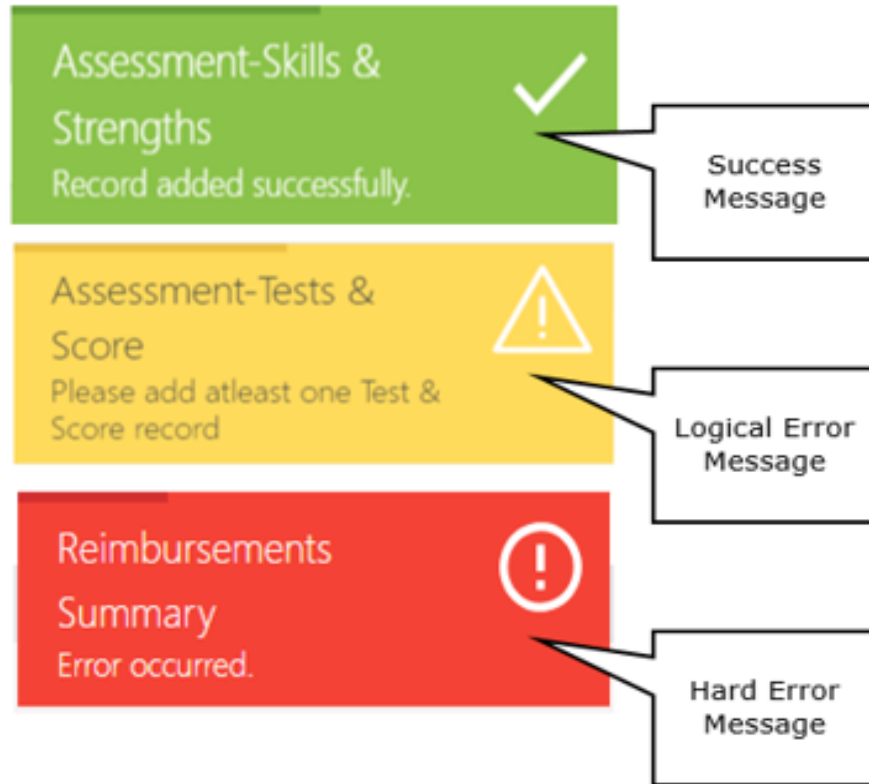 Assessment-Skills &
Strengths
Record added successfully.
Success
Message
Assessment-Tests &
Score
Please add atleast one Test &
Score record
Logical Error
Message
Reimbursements
Summary
Error occurred.
Hard Error
Message